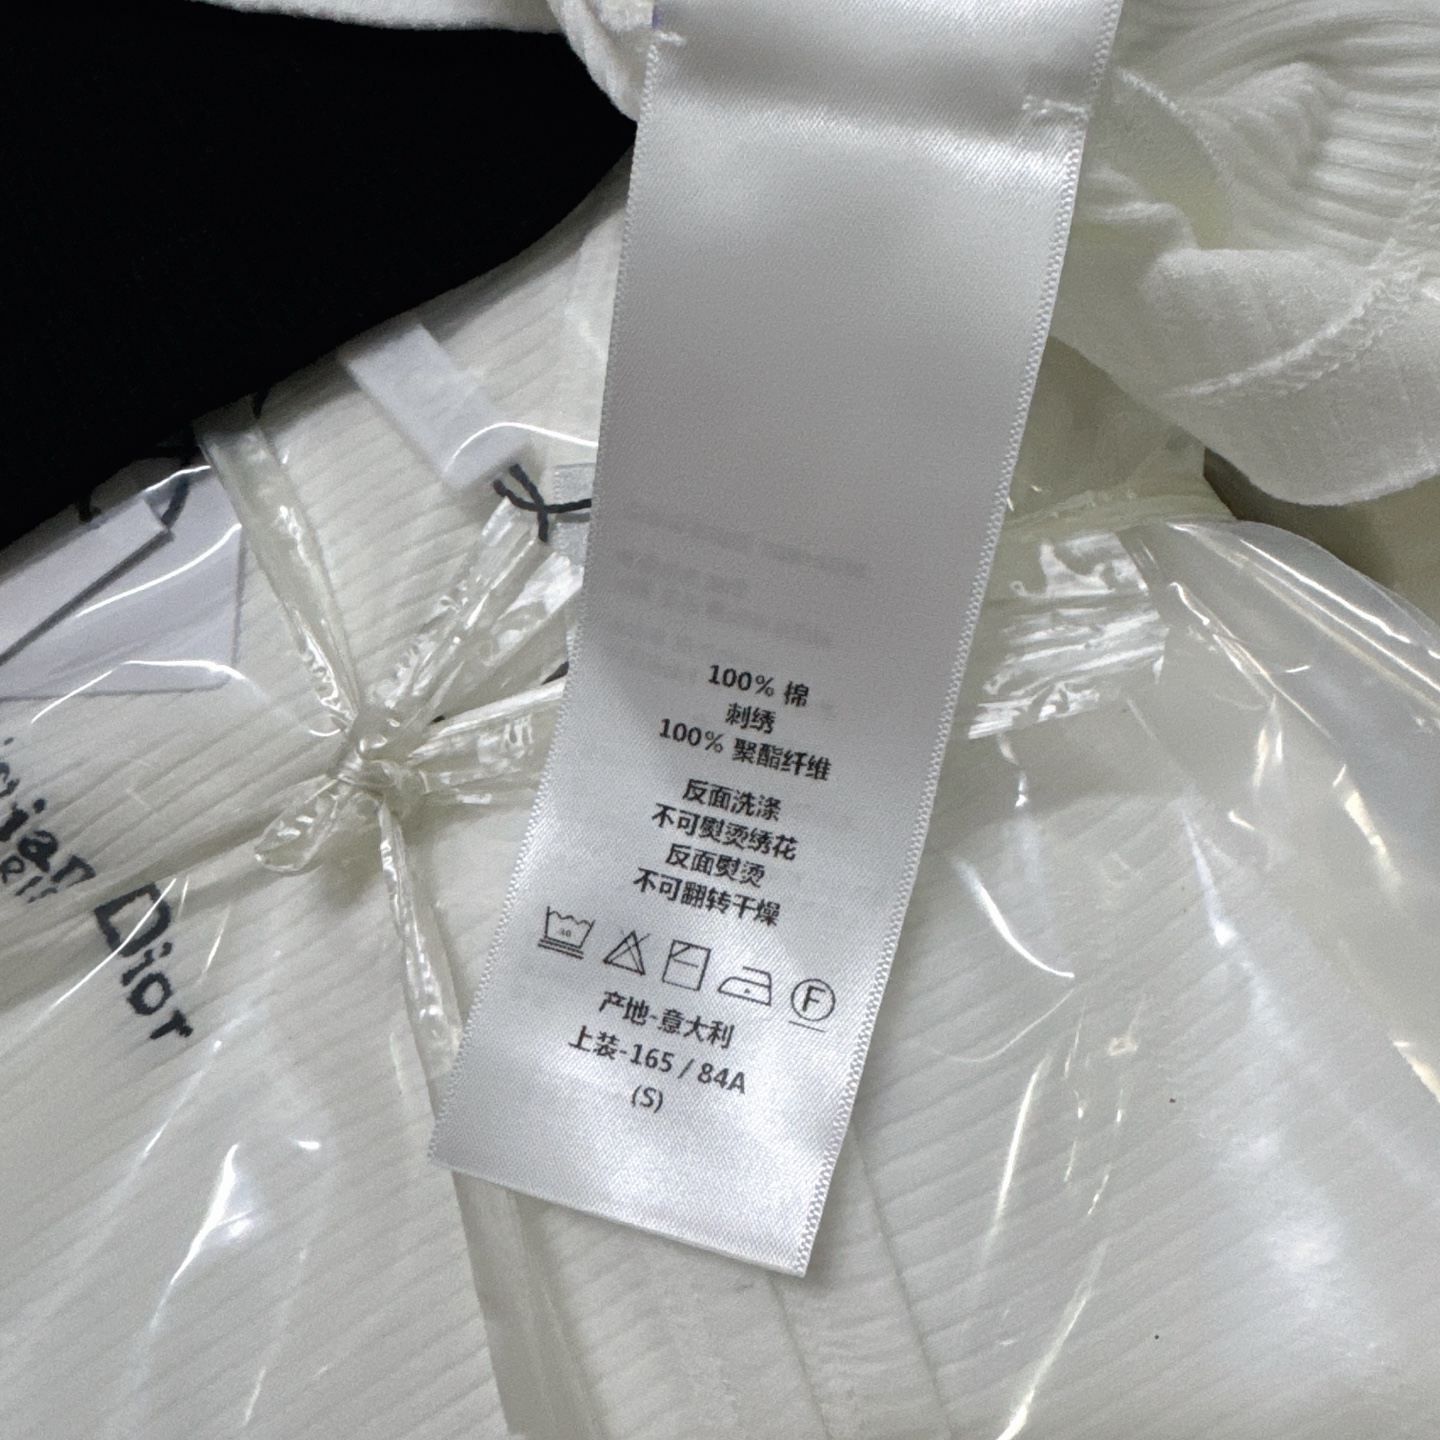 100% 棉
刺绣
100% 聚酯纤维
反面洗涤
不可熨烫绣花
反面熨烫
不可翻转干燥
40
F
产地-意大利
上装-165 / 84A
(S)
Dior